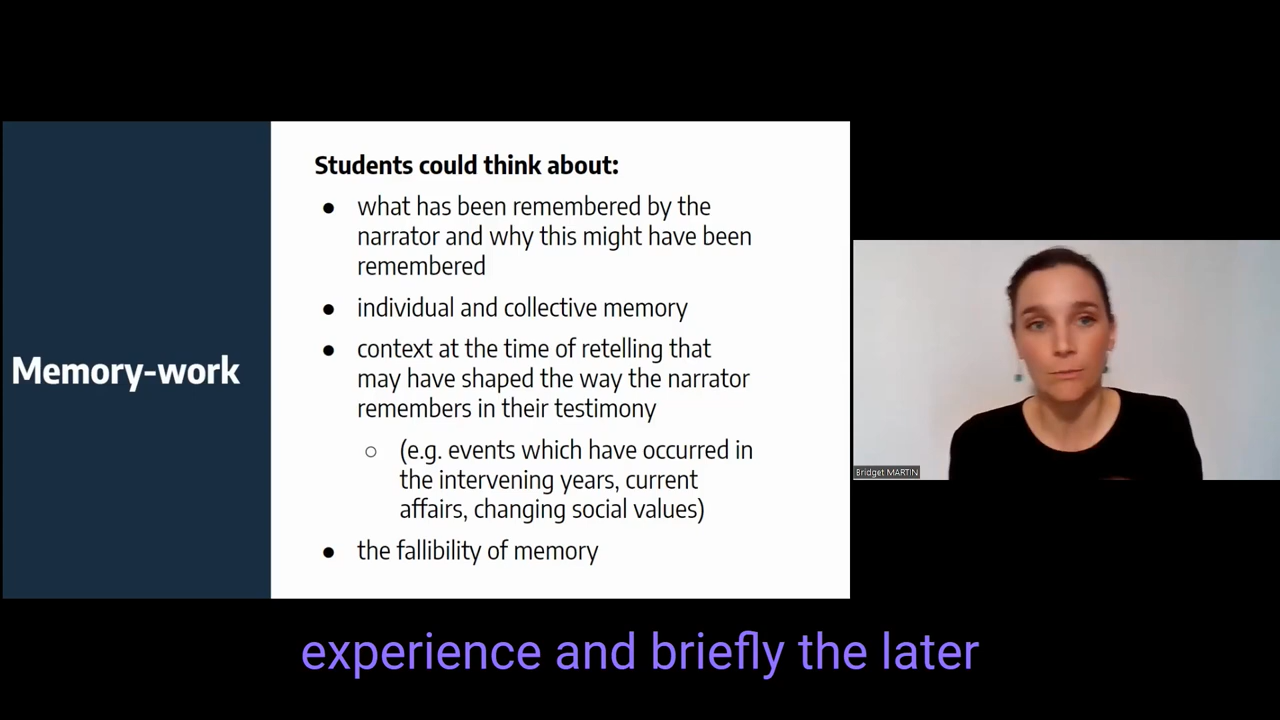 Memory-work
Students could think about:
● what has been remembered by the
narrator and why this might have been
remembered
● individual and collective memory
● context at the time of retelling that
may have shaped the way the narrator
remembers in their testimony
○ (e.g. events which have occurred in
the intervening years, current
affairs, changing social values)
● the fallibility of memory
Bridget MARTIN
experience and briefly the later